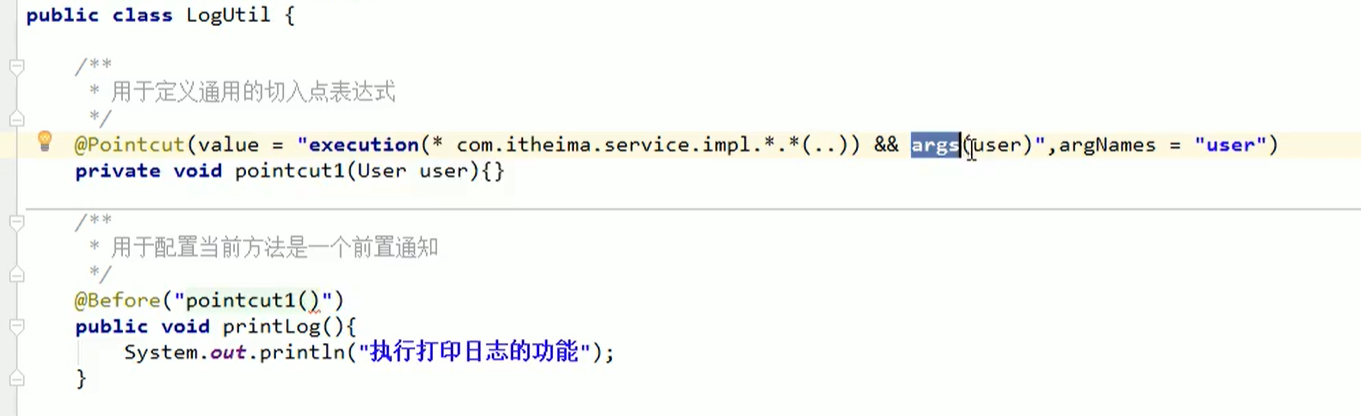 public class LogUtil {
/**
* 用于定义通用的切入点表达式
*/
@Pointcut(value = "execution(* com.itheima.service.impl.*.*(..)) && args(user)",argNames = "user")
private void pointcut1(User user){}
/**
* 用于配置当前方法是一个前置通知
*/
@Before("pointcut1()")
public void printLog(){
System.out.println("执行打印日志的功能");
}